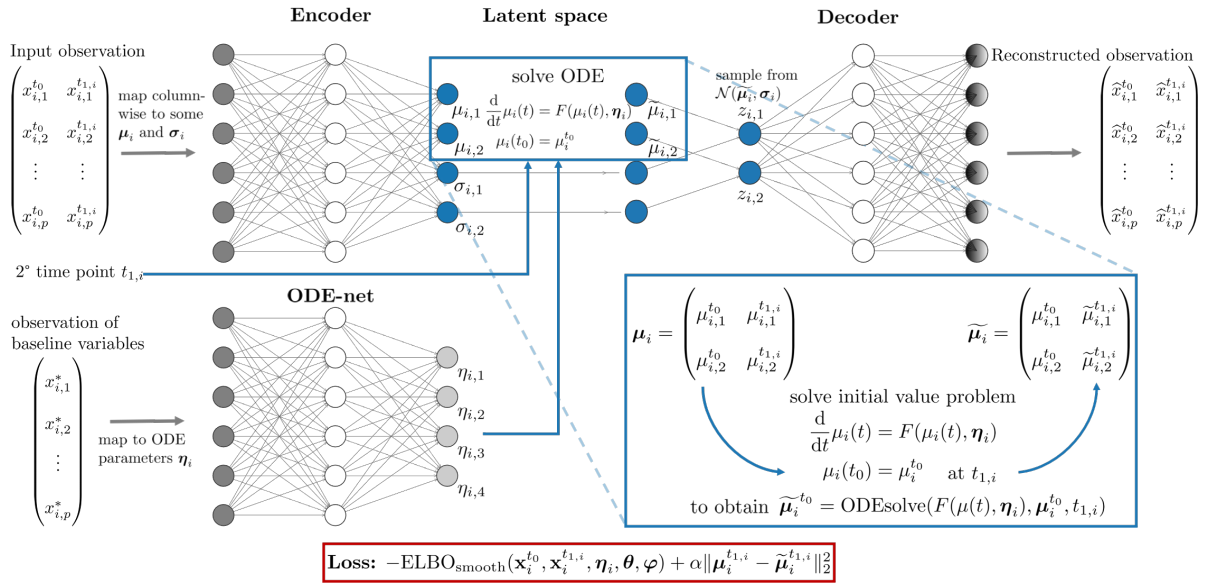 Encoder
Latent space
Decoder
Input observation
x_{i,1}^{t_0} x_{i,1}^{t_{1,i}}
x_{i,2}^{t_0} x_{i,2}^{t_{1,i}}
⋮ ⋮
x_{i,p}^{t_0} x_{i,p}^{t_{1,i}}
map column-
wise to some
μ_i and σ_i
μ_{i,1}
μ_{i,2}
σ_{i,1}
σ_{i,2}
solve ODE
d/dt μ_i(t) = F(μ_i(t), η_i)
μ_i(t_0) = μ_i^{t_0}
μ̃_{i,1}
μ̃_{i,2}
sample from
𝒩(μ̃_i, σ_i)
z_{i,1}
z_{i,2}
Reconstructed observation
x̂_{i,1}^{t_0} x̂_{i,1}^{t_{1,i}}
x̂_{i,2}^{t_0} x̂_{i,2}^{t_{1,i}}
⋮ ⋮
x̂_{i,p}^{t_0} x̂_{i,p}^{t_{1,i}}
2° time point t_{1,i}
ODE-net
observation of
baseline variables
x_{i,1}^*
x_{i,2}^*
⋮
x_{i,p}^*
map to ODE
parameters η_i
η_{i,1}
η_{i,2}
η_{i,3}
η_{i,4}
μ_i = (μ_{i,1}^{t_0} μ_{i,1}^{t_{1,i}}
μ_{i,2}^{t_0} μ_{i,2}^{t_{1,i}})
μ̃_i = (μ_{i,1}^{t_0} μ̃_{i,1}^{t_{1,i}}
μ_{i,2}^{t_0} μ̃_{i,2}^{t_{1,i}})
solve initial value problem
d/dt μ_i(t) = F(μ_i(t), η_i)
μ_i(t_0) = μ_i^{t_0} at t_{1,i}
to obtain μ̃_i^{t_0} = ODEsolve(F(μ(t), η_i), μ_i^{t_0}, t_{1,i})
Loss: −ELBO_{smooth}(x_i^{t_0}, x_i^{t_{1,i}}, η_i, θ, φ) + α‖μ_i^{t_{1,i}} − μ̃_i^{t_{1,i}}‖_2^2